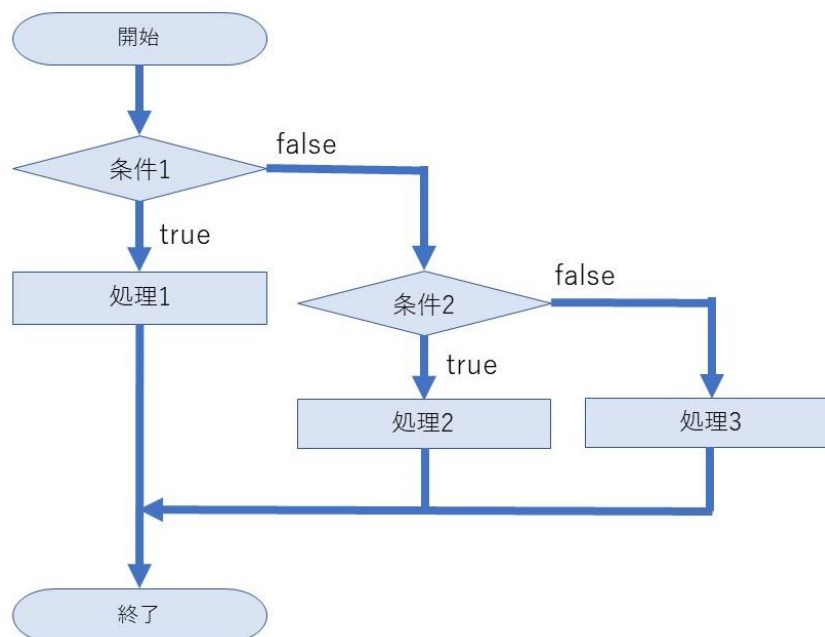 開始
条件1
false
true
処理1
条件2
false
true
処理2
処理3
終了